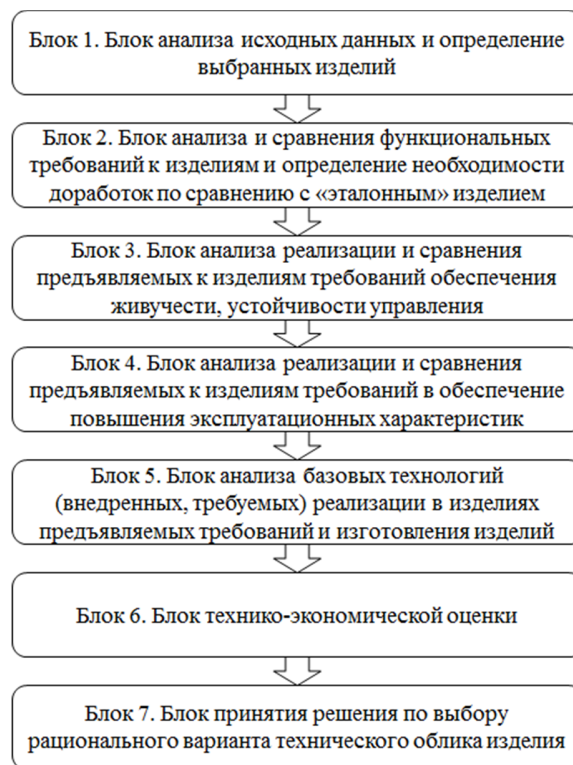 Блок 1. Блок анализа исходных данных и определение
выбранных изделий
Блок 2. Блок анализа и сравнения функциональных
требований к изделиям и определение необходимости
доработок по сравнению с «эталонным» изделием
Блок 3. Блок анализа реализации и сравнения
предъявляемых к изделиям требований обеспечения
живучести, устойчивости управления
Блок 4. Блок анализа реализации и сравнения
предъявляемых к изделиям требований в обеспечение
повышения эксплуатационных характеристик
Блок 5. Блок анализа базовых технологий
(внедренных, требуемых) реализации в изделиях
предъявляемых требований и изготовления изделий
Блок 6. Блок технико-экономической оценки
Блок 7. Блок принятия решения по выбору
рационального варианта технического облика изделия